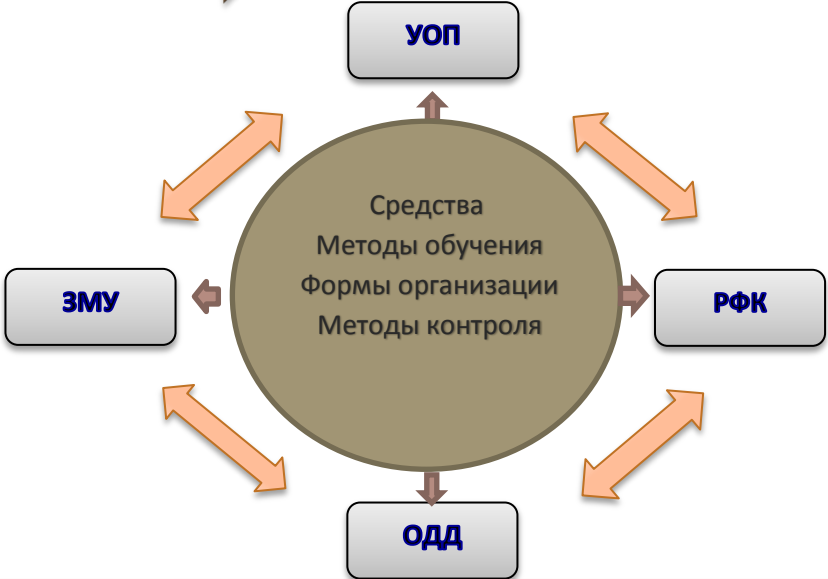 УОП
Средства
Методы обучения
Формы организации
Методы контроля
ЗМУ
РФК
ОДД